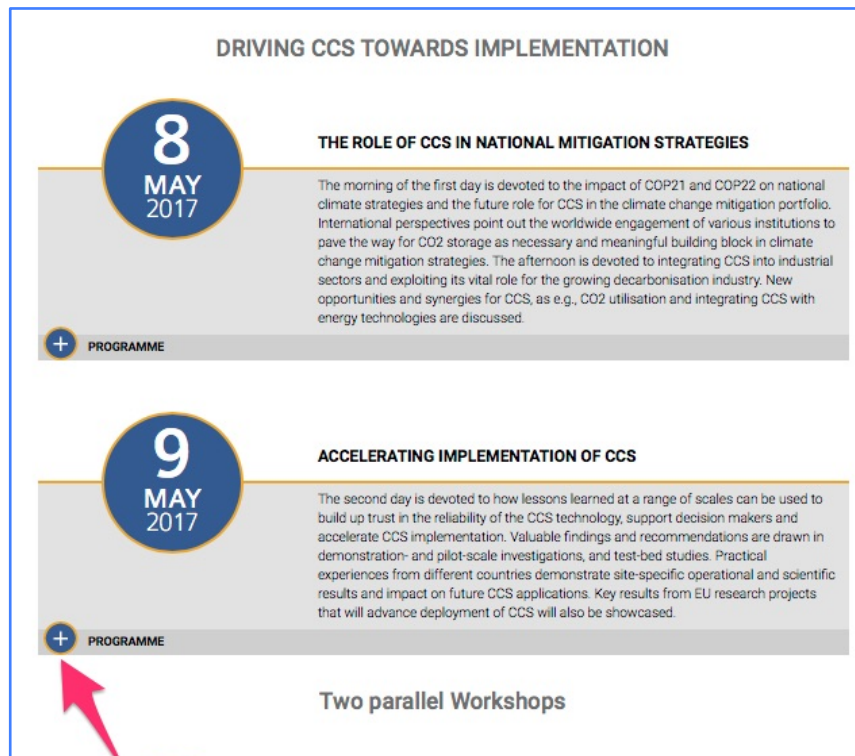 DRIVING CCS TOWARDS IMPLEMENTATION
8
MAY
2017
THE ROLE OF CCS IN NATIONAL MITIGATION STRATEGIES
The morning of the first day is devoted to the impact of COP21 and COP22 on national
climate strategies and the future role for CCS in the climate change mitigation portfolio.
International perspectives point out the worldwide engagement of various institutions to
pave the way for CO2 storage as necessary and meaningful building block in climate
change mitigation strategies. The afternoon is devoted to integrating CCS into industrial
sectors and exploiting its vital role for the growing decarbonisation industry. New
opportunities and synergies for CCS, as e.g., CO2 utilisation and integrating CCS with
energy technologies are discussed.
+ PROGRAMME
9
MAY
2017
ACCELERATING IMPLEMENTATION OF CCS
The second day is devoted to how lessons learned at a range of scales can be used to
build up trust in the reliability of the CCS technology, support decision makers and
accelerate CCS implementation. Valuable findings and recommendations are drawn in
demonstration- and pilot-scale investigations, and test-bed studies. Practical
experiences from different countries demonstrate site-specific operational and scientific
results and impact on future CCS applications. Key results from EU research projects
that will advance deployment of CCS will also be showcased.
+ PROGRAMME
Two parallel Workshops